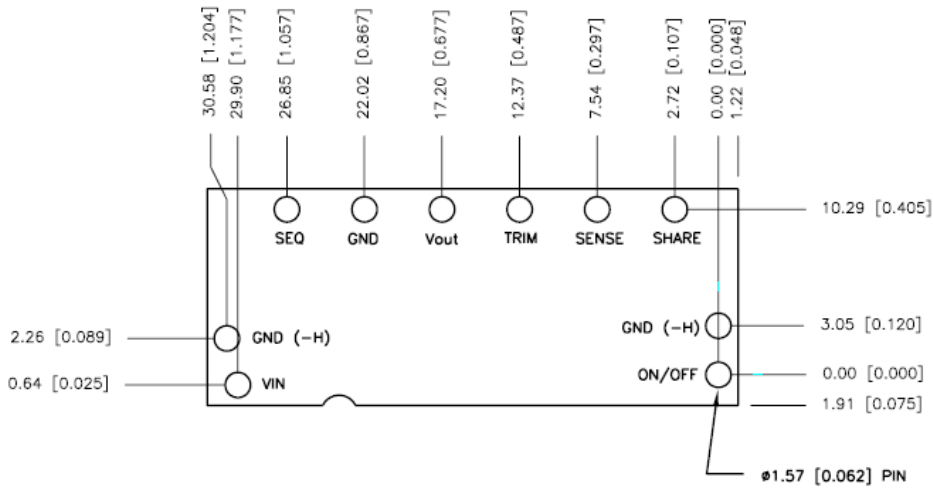 30.58 [1.204]
29.90 [1.177]
26.85 [1.057]
22.02 [0.867]
17.20 [0.677]
12.37 [0.487]
7.54 [0.297]
2.72 [0.107]
0.00 [0.000]
1.22 [0.048]
SEQ
GND
Vout
TRIM
SENSE
SHARE
10.29 [0.405]
2.26 [0.089]
GND (-H)
GND (-H)
3.05 [0.120]
0.64 [0.025]
VIN
ON/OFF
0.00 [0.000]
1.91 [0.075]
ø1.57 [0.062] PIN